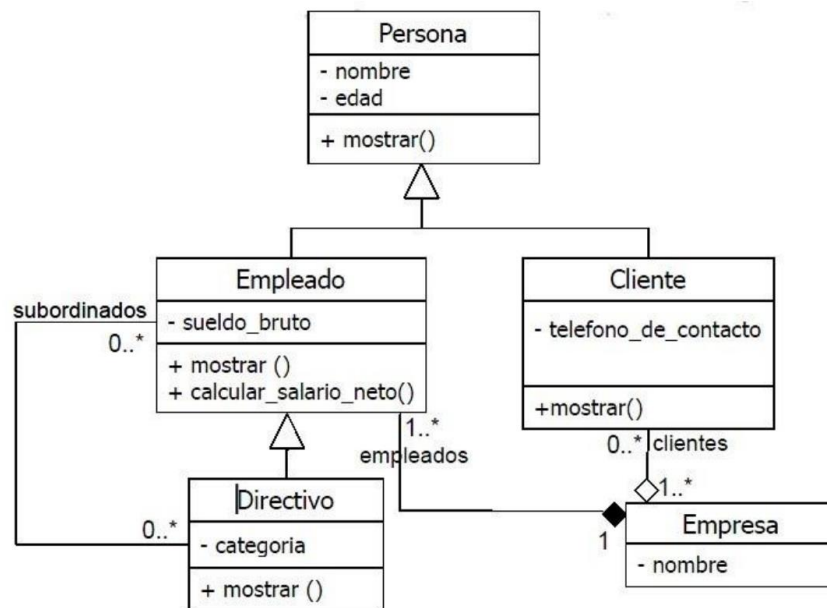 Persona
- nombre
- edad
+ mostrar()
Empleado
- sueldo_bruto
+ mostrar ()
+ calcular_salario_neto()
Cliente
- telefono_de_contacto
+mostrar()
subordinados
0..*
1..*
empleados
0..* clientes
1..*
Directivo
- categoria
+ mostrar ()
0..*
1
Empresa
- nombre